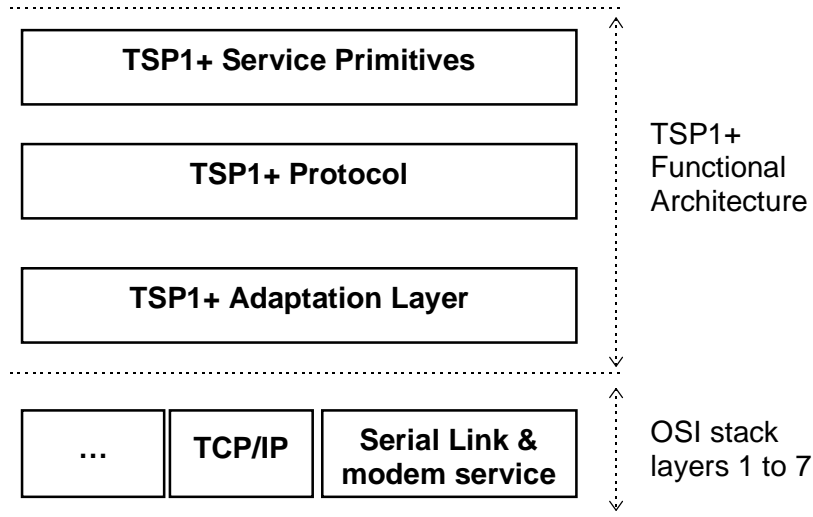 TSP1+ Service Primitives
TSP1+ Protocol
TSP1+ Adaptation Layer
TSP1+
Functional
Architecture
...
TCP/IP
Serial Link &
modem service
OSI stack
layers 1 to 7